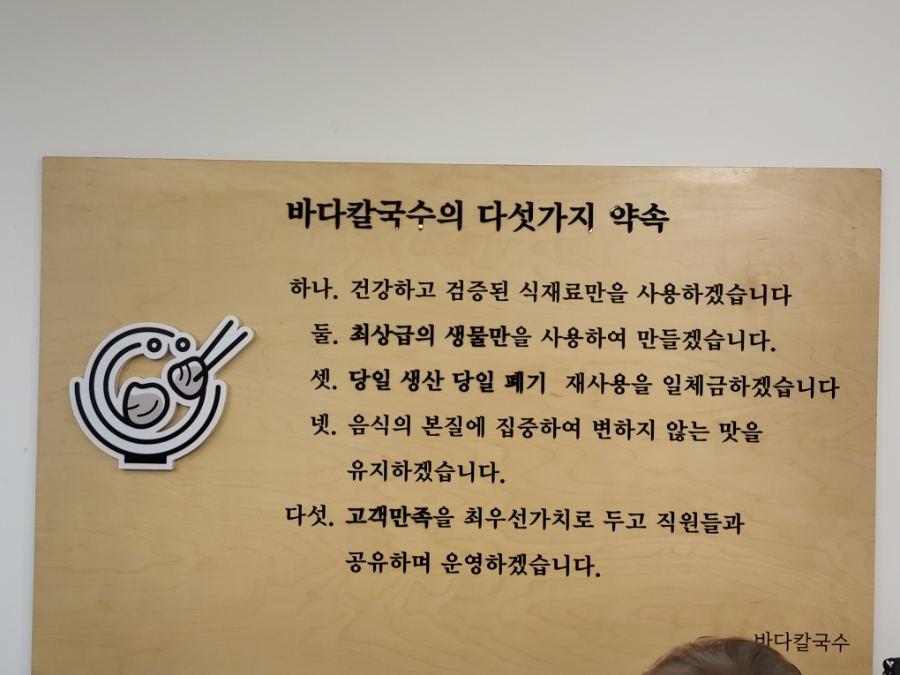 바다칼국수의 다섯가지 약속
하나. 건강하고 검증된 식재료만을 사용하겠습니다
둘. 최상급의 생물만을 사용하여 만들겠습니다.
셋. 당일 생산 당일 폐기 재사용을 일체금하겠습니다
넷. 음식의 본질에 집중하여 변하지 않는 맛을
유지하겠습니다.
다섯. 고객만족을 최우선가치로 두고 직원들과
공유하며 운영하겠습니다.
바다칼국수